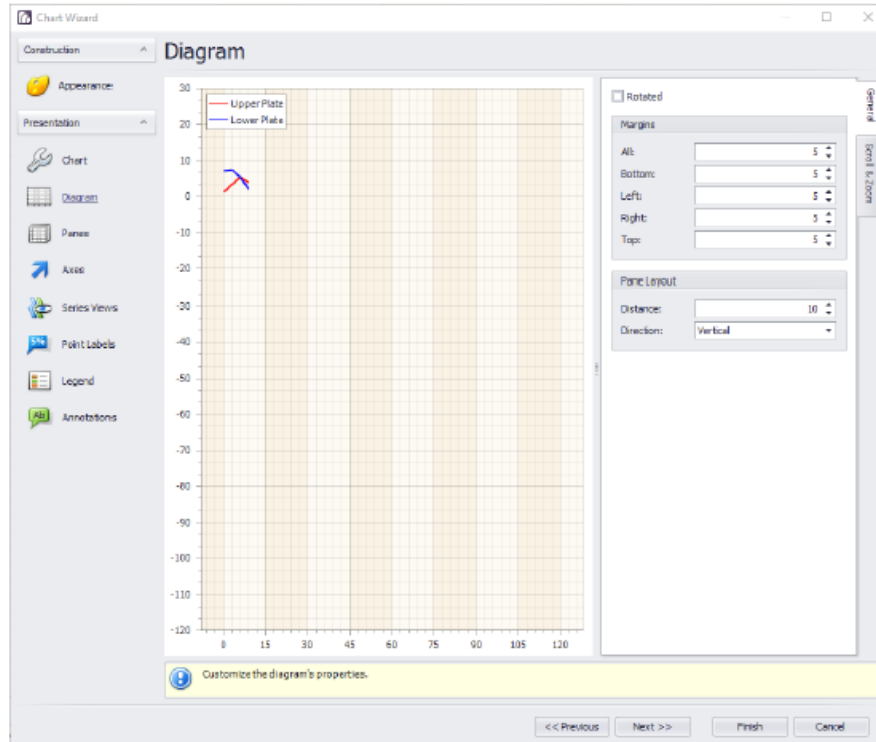 Chart Wizard
Construction
Appearance
Presentation
Chart
Diagram
Panes
Axes
Series Views
5%
Point Labels
Legend
Ab
Annotations
Diagram
Upper Plate
Lower Plate
30
20
10
0
-10
-20
-30
-40
-50
-60
-70
-80
-90
-100
-110
-120
0 15 30 45 60 75 90 105 120
Rotated
Margins
All: 5
Bottom: 5
Left: 5
Right: 5
Top: 5
Pane Layout
Distance: 10
Direction: Vertical
General
Scroll & Zoom
Customize the diagram's properties.
<< Previous Next >> Finish Cancel